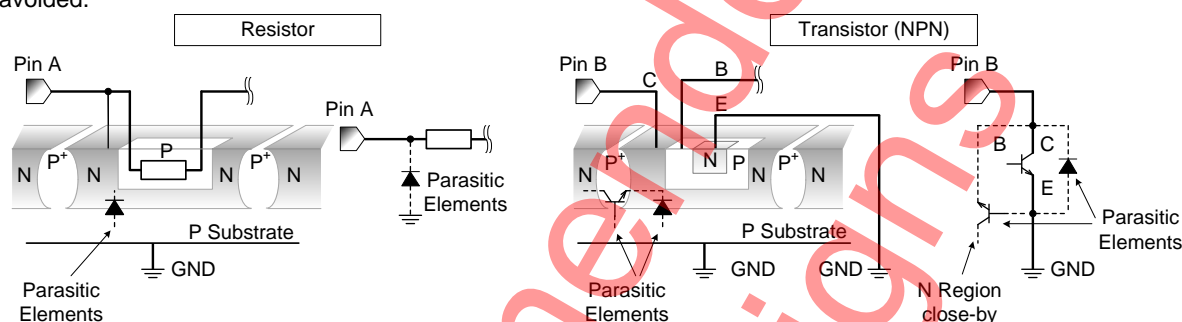 avoided.
Resistor
Pin A
N
P+
N
P
N
P+
N
Parasitic
Elements
P Substrate
GND
Pin A
Parasitic
Elements
Transistor (NPN)
Pin B
C
B
E
N
P+
N
N
P
N
P+
N
P Substrate
GND
GND
Parasitic
Elements
Pin B
B
C
E
Parasitic
Elements
GND
N Region
close-by